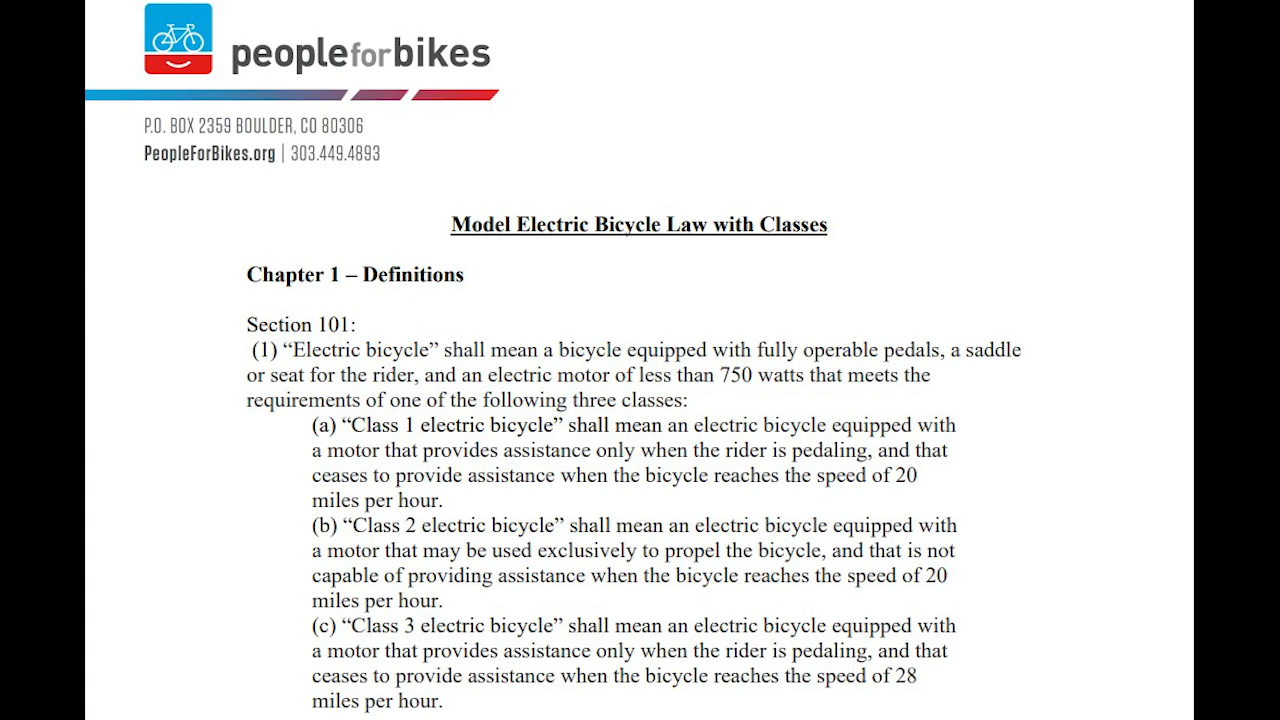 peopleforbikes
P.O. BOX 2359 BOULDER, CO 80306
PeopleForBikes.org | 303.449.4893
Model Electric Bicycle Law with Classes
Chapter 1 – Definitions
Section 101:
(1) “Electric bicycle” shall mean a bicycle equipped with fully operable pedals, a saddle
or seat for the rider, and an electric motor of less than 750 watts that meets the
requirements of one of the following three classes:
(a) “Class 1 electric bicycle” shall mean an electric bicycle equipped with
a motor that provides assistance only when the rider is pedaling, and that
ceases to provide assistance when the bicycle reaches the speed of 20
miles per hour.
(b) “Class 2 electric bicycle” shall mean an electric bicycle equipped with
a motor that may be used exclusively to propel the bicycle, and that is not
capable of providing assistance when the bicycle reaches the speed of 20
miles per hour.
(c) “Class 3 electric bicycle” shall mean an electric bicycle equipped with
a motor that provides assistance only when the rider is pedaling, and that
ceases to provide assistance when the bicycle reaches the speed of 28
miles per hour.